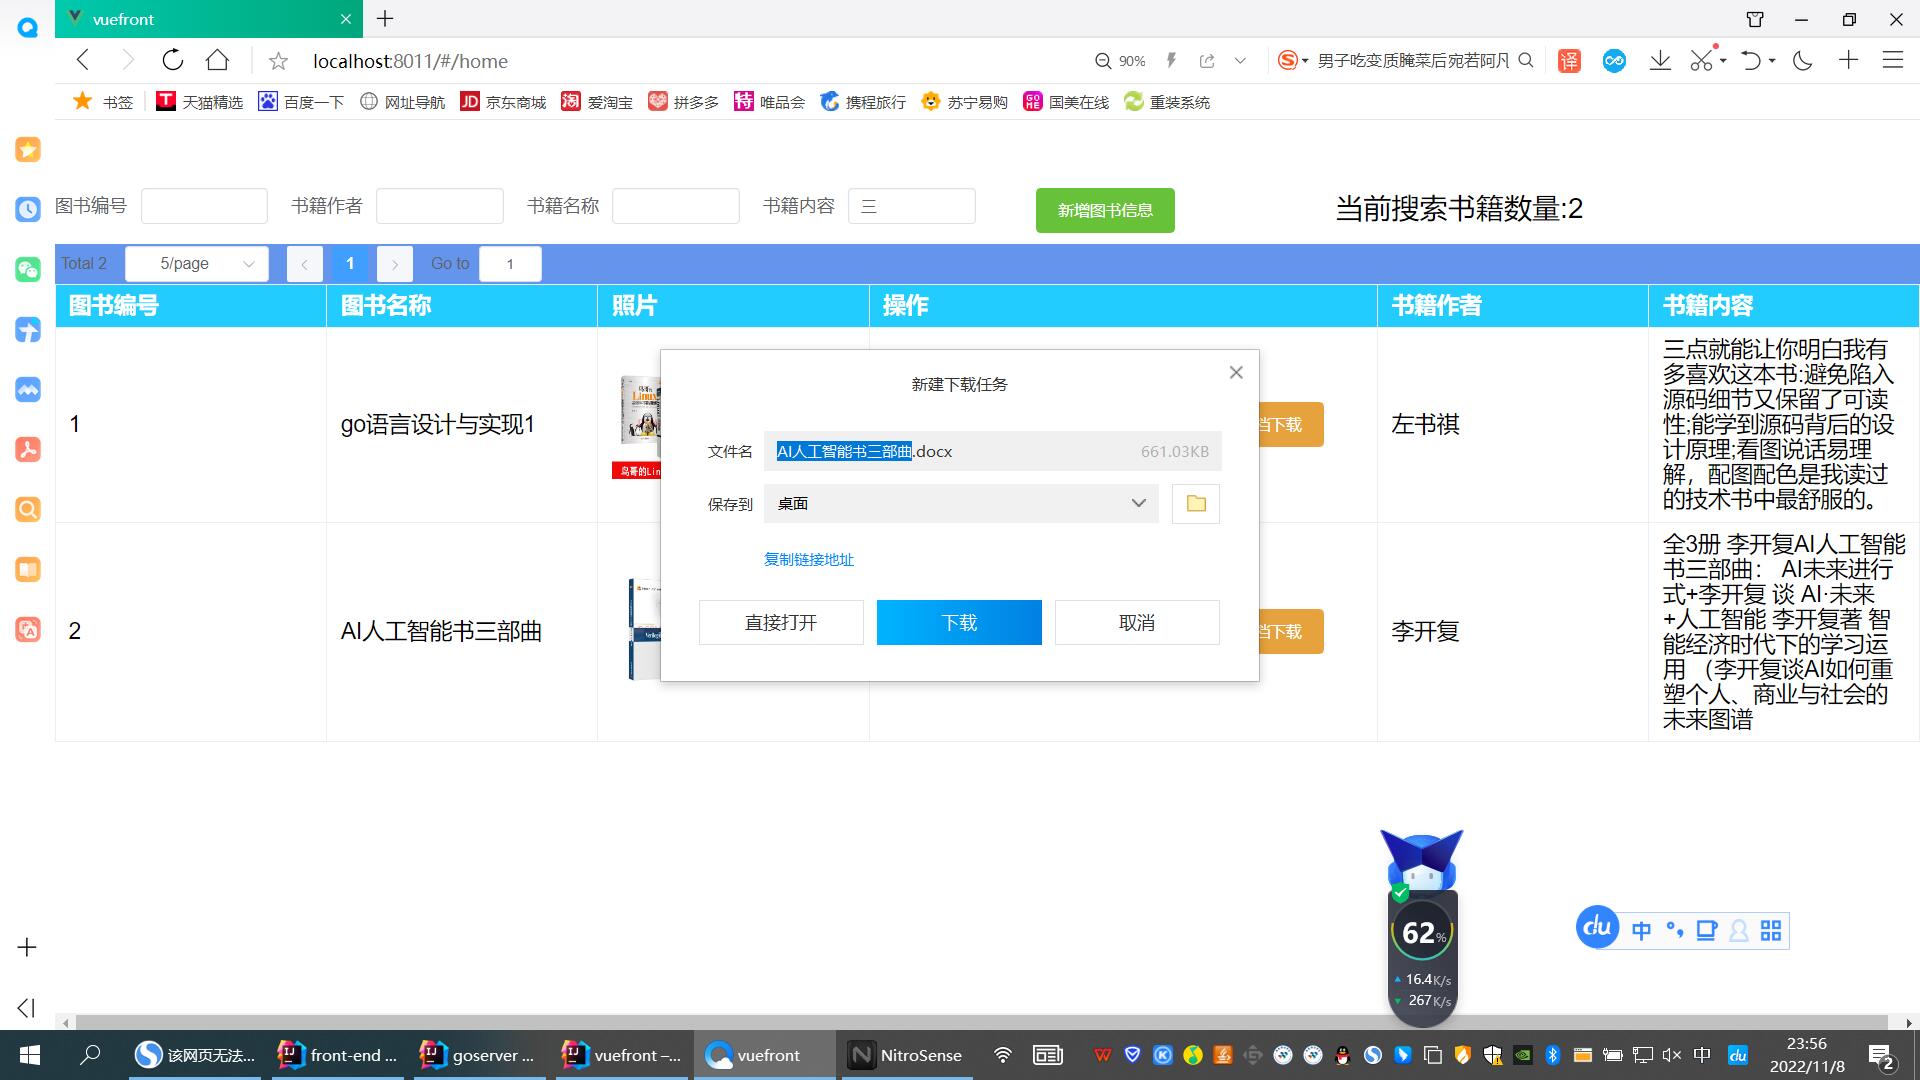 vuefront
localhost:8011/#/home
90%
男子吃变质腌菜后宛若阿凡
译
书签
天猫精选
百度一下
网址导航
京东商城
爱淘宝
拼多多
唯品会
携程旅行
苏宁易购
国美在线
重装系统
图书编号
书籍作者
书籍名称
书籍内容 三
新增图书信息
当前搜索书籍数量:2
Total 2 5/page 1 Go to 1
图书编号 图书名称 照片 操作 书籍作者 书籍内容
1 go语言设计与实现1
Linux
鸟哥的Lin
当下载
左书祺
三点就能让你明白我有
多喜欢这本书:避免陷入
源码细节又保留了可读
性;能学到源码背后的设
计原理;看图说话易理
解，配图配色是我读过
的技术书中最舒服的。
新建下载任务
文件名 AI人工智能书三部曲.docx 661.03KB
保存到 桌面
复制链接地址
直接打开 下载 取消
2 AI人工智能书三部曲
当下载
李开复
全3册 李开复AI人工智能
书三部曲： AI未来进行
式+李开复 谈 AI·未来
+人工智能 李开复著 智
能经济时代下的学习运
用 （李开复谈AI如何重
塑个人、商业与社会的
未来图谱
62%
16.4K/s
267K/s
du 中
该网页无法...
front-end ...
goserver ...
vuefront –...
vuefront
NitroSense
中
du
23:56
2022/11/8
2